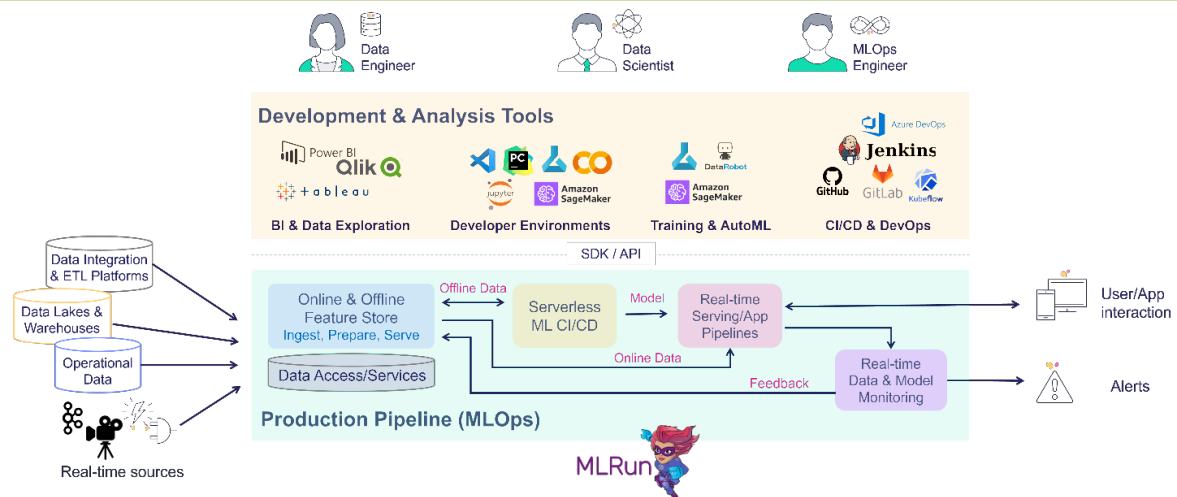 Data
Engineer
Data
Scientist
MLOps
Engineer
Development & Analysis Tools
Power BI
Qlik
tableau
BI & Data Exploration
PC
jupyter
Amazon
SageMaker
Developer Environments
DataRobot
Amazon
SageMaker
Training & AutoML
Azure DevOps
Jenkins
GitHub
GitLab
Kubeflow
CI/CD & DevOps
SDK / API
Data Integration
& ETL Platforms
Data Lakes &
Warehouses
Operational
Data
Real-time sources
Online & Offline
Feature Store
Ingest, Prepare, Serve
Data Access/Services
Offline Data
Serverless
ML CI/CD
Model
Real-time
Serving/App
Pipelines
Online Data
Feedback
Real-time
Data & Model
Monitoring
User/App
interaction
Alerts
Production Pipeline (MLOps)
MLRun